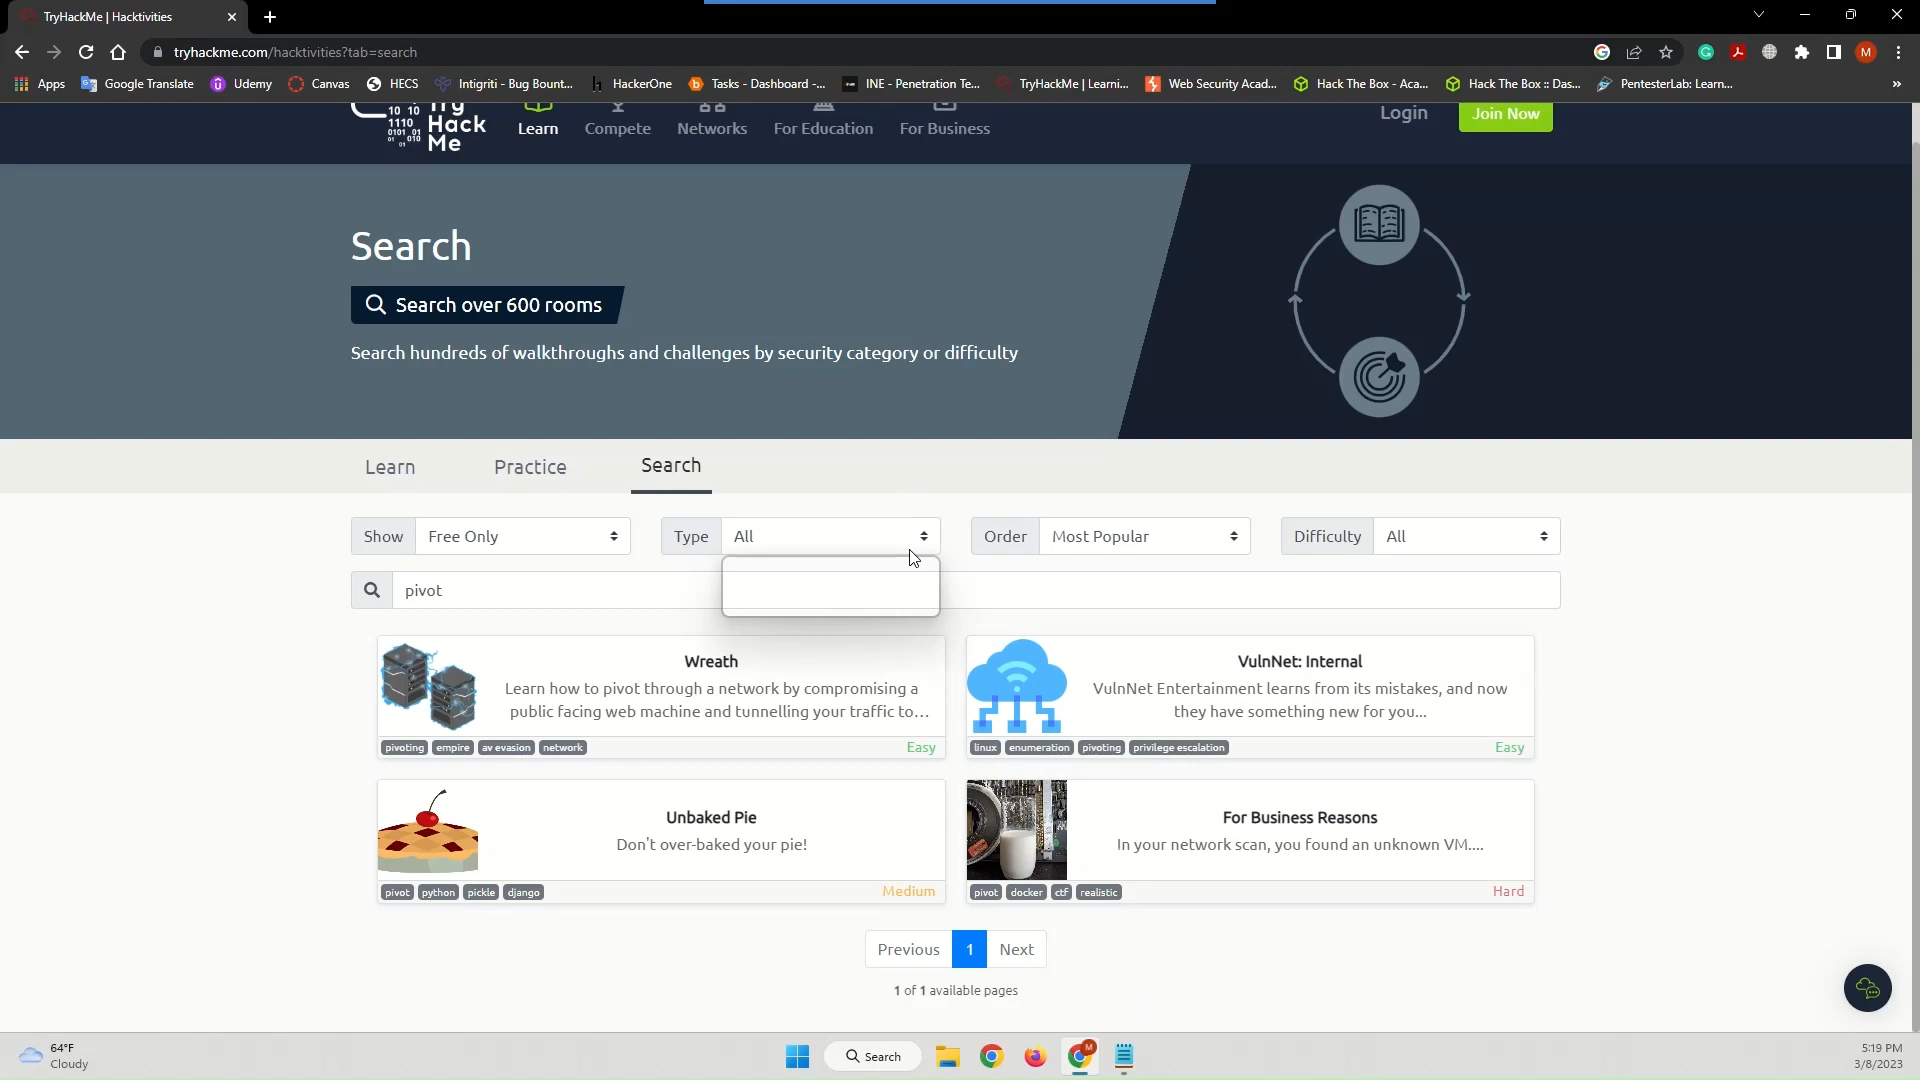 TryHackMe | Hacktivities
tryhackme.com/hacktivities?tab=search
Apps
Google Translate
Udemy
Canvas
HECS
Intigriti - Bug Bount...
HackerOne
Tasks - Dashboard -...
INE - Penetration Te...
TryHackMe | Learni...
Web Security Acad...
Hack The Box - Aca...
Hack The Box :: Das...
PentesterLab: Learn...
»
M
10 10
1110
0101 01
01 010
01
Try
Hack
Me
Learn
Compete
Networks
For Education
For Business
Login
Join Now
Search
Search over 600 rooms
Search hundreds of walkthroughs and challenges by security category or difficulty
Learn
Practice
Search
Show Free Only
Type All
Order Most Popular
Difficulty All
pivot
Wreath
Learn how to pivot through a network by compromising a
public facing web machine and tunnelling your traffic to...
pivoting empire av evasion network
Easy
VulnNet: Internal
VulnNet Entertainment learns from its mistakes, and now
they have something new for you...
linux enumeration pivoting privilege escalation
Easy
Unbaked Pie
Don't over-baked your pie!
pivot python pickle django
Medium
For Business Reasons
In your network scan, you found an unknown VM....
pivot docker ctf realistic
Hard
Previous 1 Next
1 of 1 available pages
64°F
Cloudy
Search
M
5:19 PM
3/8/2023